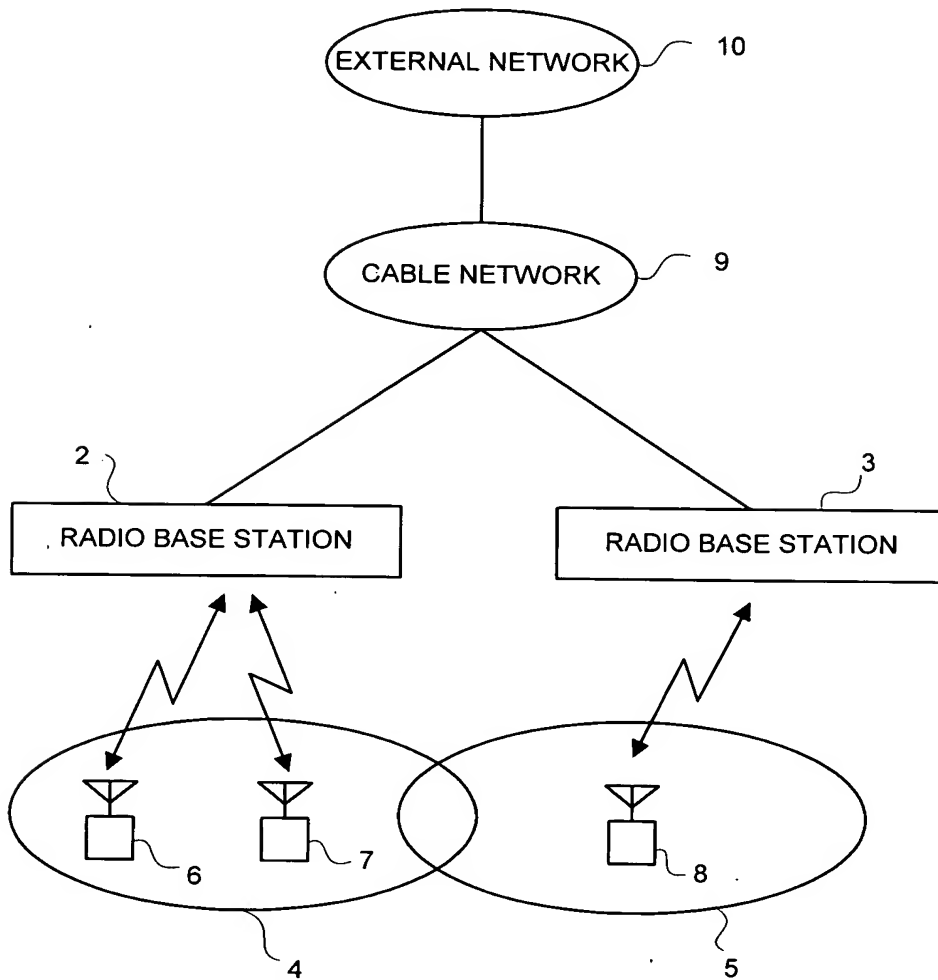 EXTERNAL NETWORK
10
CABLE NETWORK
9
2
3
RADIO BASE STATION
RADIO BASE STATION
6
7
8
4
5